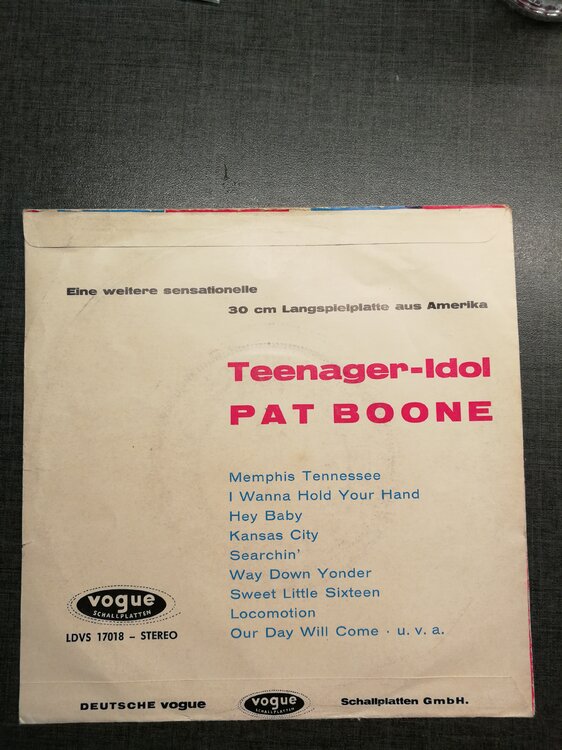 Eine weitere sensationelle
30 cm Langspielplatte aus Amerika
Teenager-Idol
PAT BOONE
Memphis Tennessee
I Wanna Hold Your Hand
Hey Baby
Kansas City
Searchin'
Way Down Yonder
Sweet Little Sixteen
Locomotion
Our Day Will Come · u. v. a.
vogue
SCHALLPLATTEN
LDVS 17018 – STEREO
DEUTSCHE vogue vogue Schallplatten GmbH.
SCHALLPLATTEN